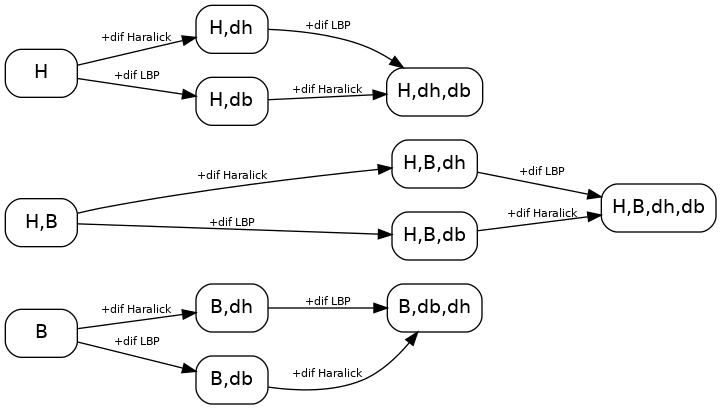 H
+dif Haralick
H,dh
+dif LBP
+dif LBP
H,db
+dif Haralick
H,dh,db
H,B
+dif Haralick
H,B,dh
+dif LBP
+dif LBP
H,B,db
+dif Haralick
H,B,dh,db
B
+dif Haralick
B,dh
+dif LBP
+dif LBP
B,db
+dif Haralick
B,db,dh